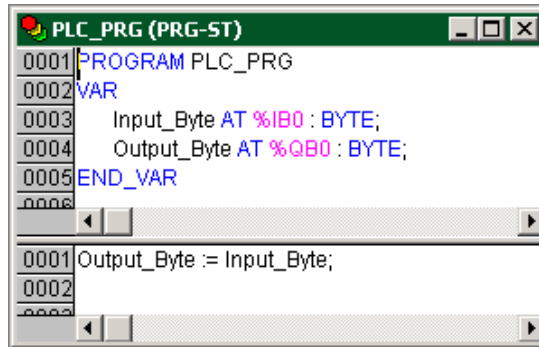 PLC_PRG (PRG-ST)
0001 PROGRAM PLC_PRG
0002 VAR
0003 Input_Byte AT %IB0 : BYTE;
0004 Output_Byte AT %QB0 : BYTE;
0005 END_VAR
0006
0001 Output_Byte := Input_Byte;
0002